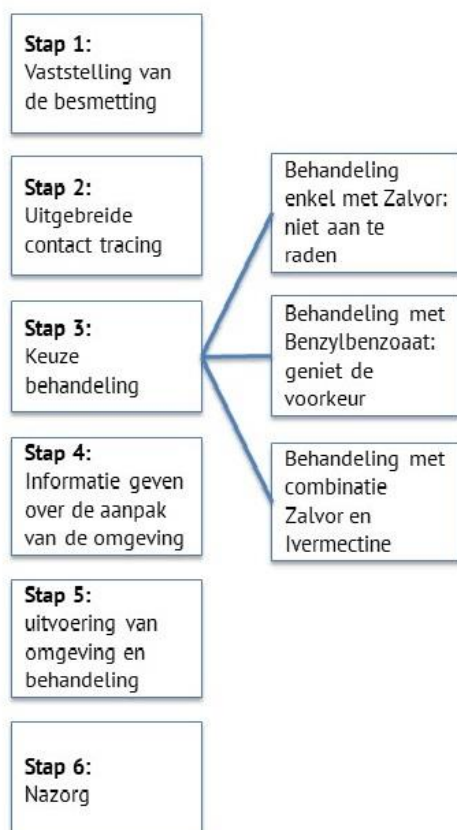 Stap 1:
Vaststelling van
de besmetting
Stap 2:
Uitgebreide
contact tracing
Stap 3:
Keuze
behandeling
Behandeling
enkel met Zalvor:
niet aan te
raden
Behandeling met
Benzylbenzoaat:
geniet de
voorkeur
Behandeling met
combinatie
Zalvor en
Ivermectine
Stap 4:
Informatie geven
over de aanpak
van de omgeving
Stap 5:
uitvoering van
omgeving en
behandeling
Stap 6:
Nazorg